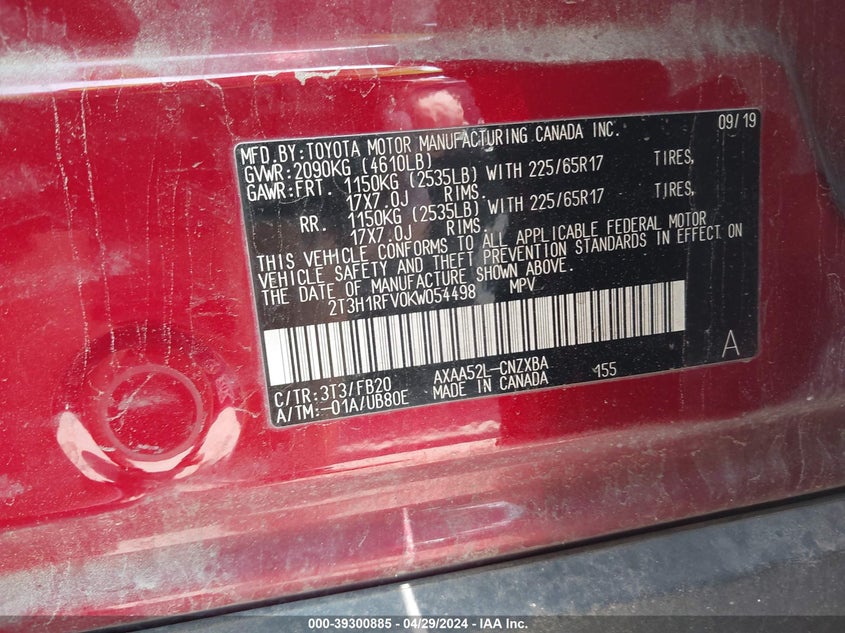 MFD.BY:TOYOTA MOTOR MANUFACTURING CANADA INC. 09/19
GVWR:2090KG (4610LB)
GAWR:FRT. 1150KG (2535LB) WITH 225/65R17 TIRES,
17X7.0J RIMS.
RR. 1150KG (2535LB) WITH 225/65R17 TIRES,
17X7.0J RIMS.
THIS VEHICLE CONFORMS TO ALL APPLICABLE FEDERAL MOTOR
VEHICLE SAFETY AND THEFT PREVENTION STANDARDS IN EFFECT ON
THE DATE OF MANUFACTURE SHOWN ABOVE.
2T3H1RFV0KW054498 MPV
A
C/TR:3T3/FB20 AXAA52L-CNZXBA 155
A/TM:-01A/UB80E MADE IN CANADA
000-39300885 - 04/29/2024 - IAA Inc.